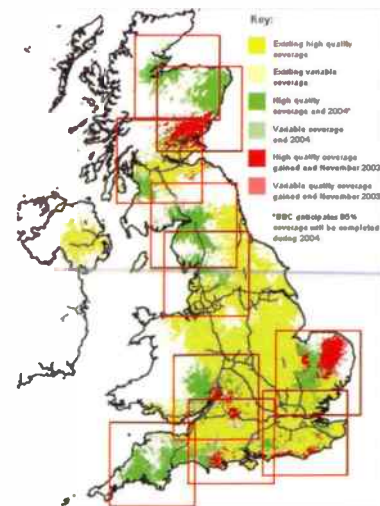 Key:
Existing high quality
coverage
Existing variable
coverage
High quality
coverage end 2004*
Variable coverage
end 2004
High quality coverage
gained end November 2003
Variable quality coverage
gained end November 2003
*BBC anticipates 85%
coverage will be completed
during 2004